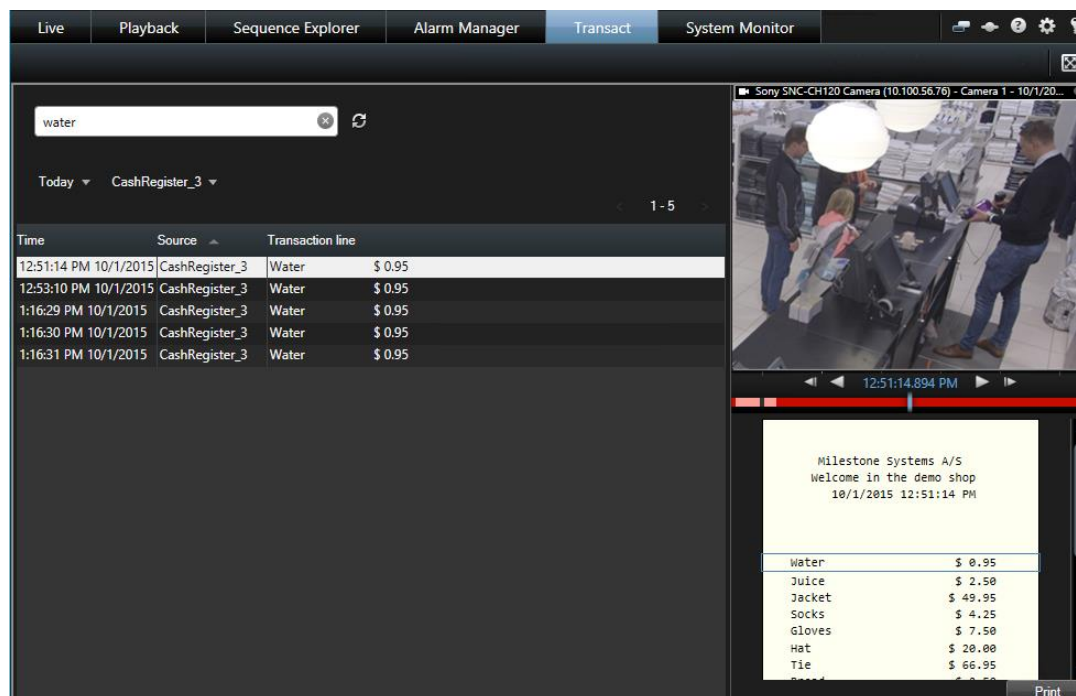 Live Playback Sequence Explorer Alarm Manager Transact System Monitor
Sony SNC-CH120 Camera (10.100.56.76) - Camera 1 - 10/1/20...
water
Today CashRegister_3
1 - 5
Time Source Transaction line
12:51:14 PM 10/1/2015 CashRegister_3 Water $ 0.95
12:53:10 PM 10/1/2015 CashRegister_3 Water $ 0.95
1:16:29 PM 10/1/2015 CashRegister_3 Water $ 0.95
1:16:30 PM 10/1/2015 CashRegister_3 Water $ 0.95
1:16:31 PM 10/1/2015 CashRegister_3 Water $ 0.95
12:51:14.894 PM
Milestone Systems A/S
Welcome in the demo shop
10/1/2015 12:51:14 PM
Water $ 0.95
Juice $ 2.50
Jacket $ 49.95
Socks $ 4.25
Gloves $ 7.50
Hat $ 20.00
Tie $ 66.95
Print